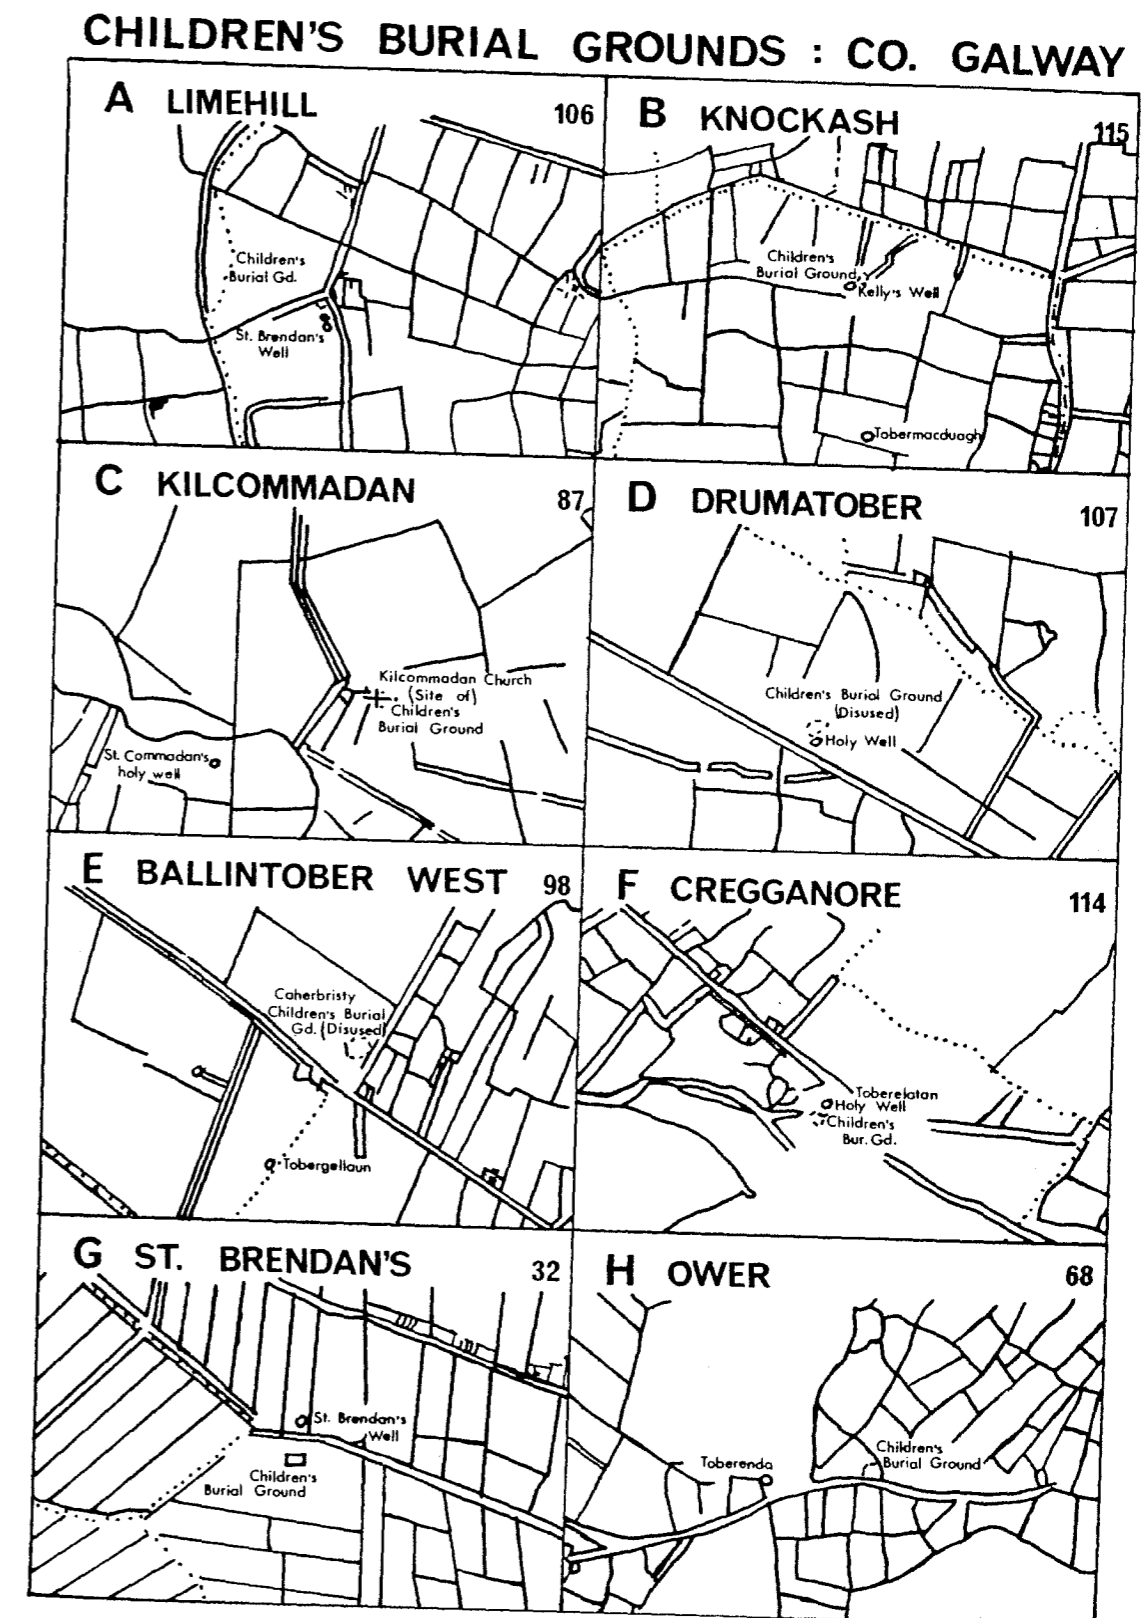 CHILDREN'S BURIAL GROUNDS : CO. GALWAY
A LIMEHILL 106
Children's
Burial Gd.
St. Brendan's
Well
B KNOCKASH 115
Children's
Burial Ground
Kelly's Well
Tobermacduagh
C KILCOMMADAN 87
Kilcommadan Church
(Site of)
Children's
Burial Ground
St. Commadan's
holy well
D DRUMATOBER 107
Children's Burial Ground
(Disused)
Holy Well
E BALLINTOBER WEST 98
Caherbristy
Children's Burial
Gd. (Disused)
Tobergellaun
F CREGGANORE 114
Toberelatan
Holy Well
Children's
Bur. Gd.
G ST. BRENDAN'S 32
St. Brendan's
Well
Children's
Burial Ground
H OWER 68
Toberenda
Children's
Burial Ground